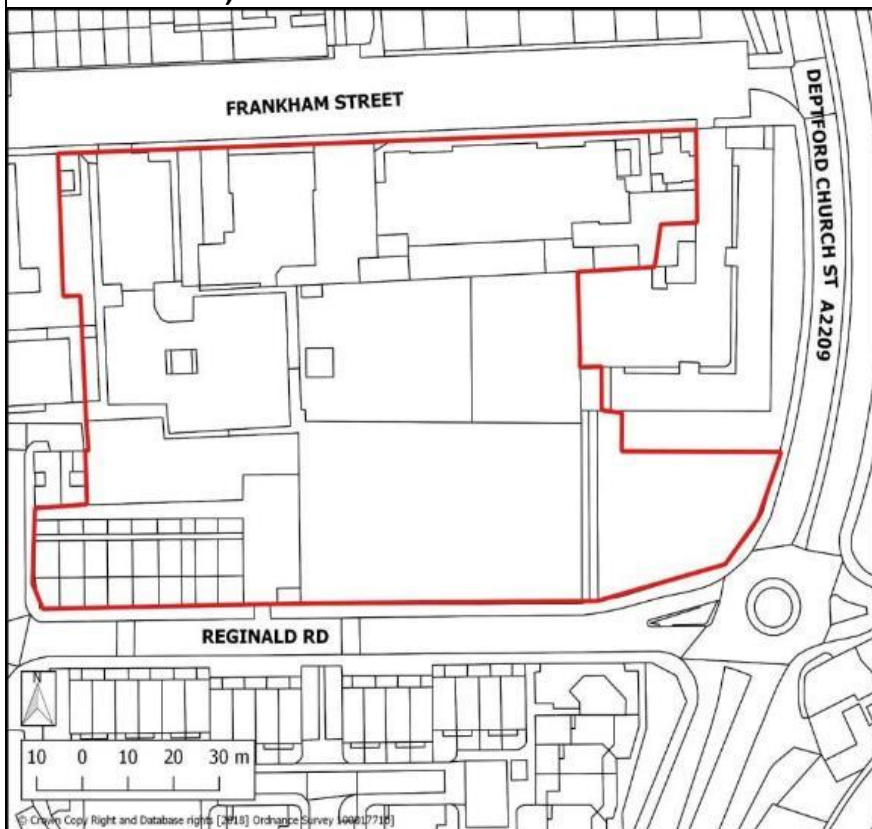 FRANKHAM STREET
DEPTFORD CHURCH ST A2209
REGINALD RD
N
10 0 10 20 30 m
© Crown Copy Right and Database rights [2018] Ordnance Survey